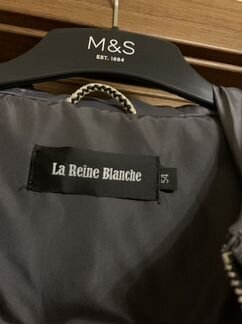 M&S
EST. 1884
La Reine Blanche
54